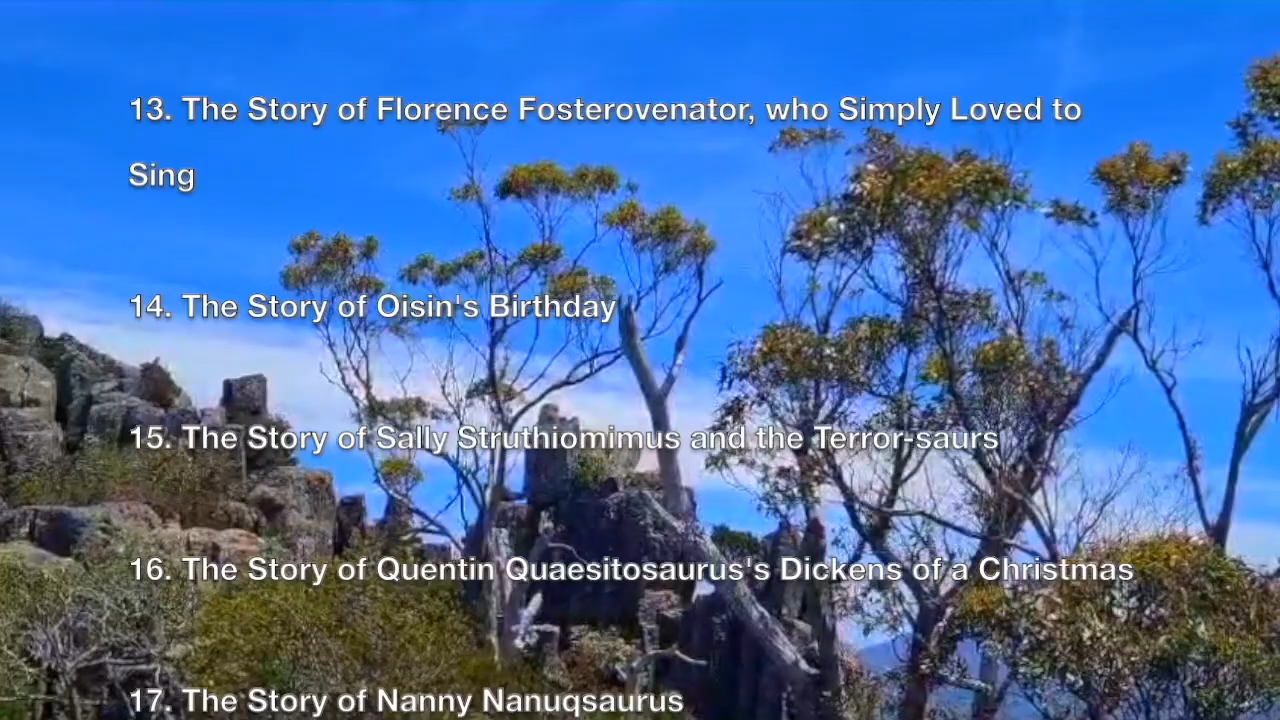 13. The Story of Florence Fosterovenator, who Simply Loved to
Sing
14. The Story of Oisin's Birthday
15. The Story of Sally Struthiomimus and the Terror-saurs
16. The Story of Quentin Quaesitosaurus's Dickens of a Christmas
17. The Story of Nanny Nanuqsaurus